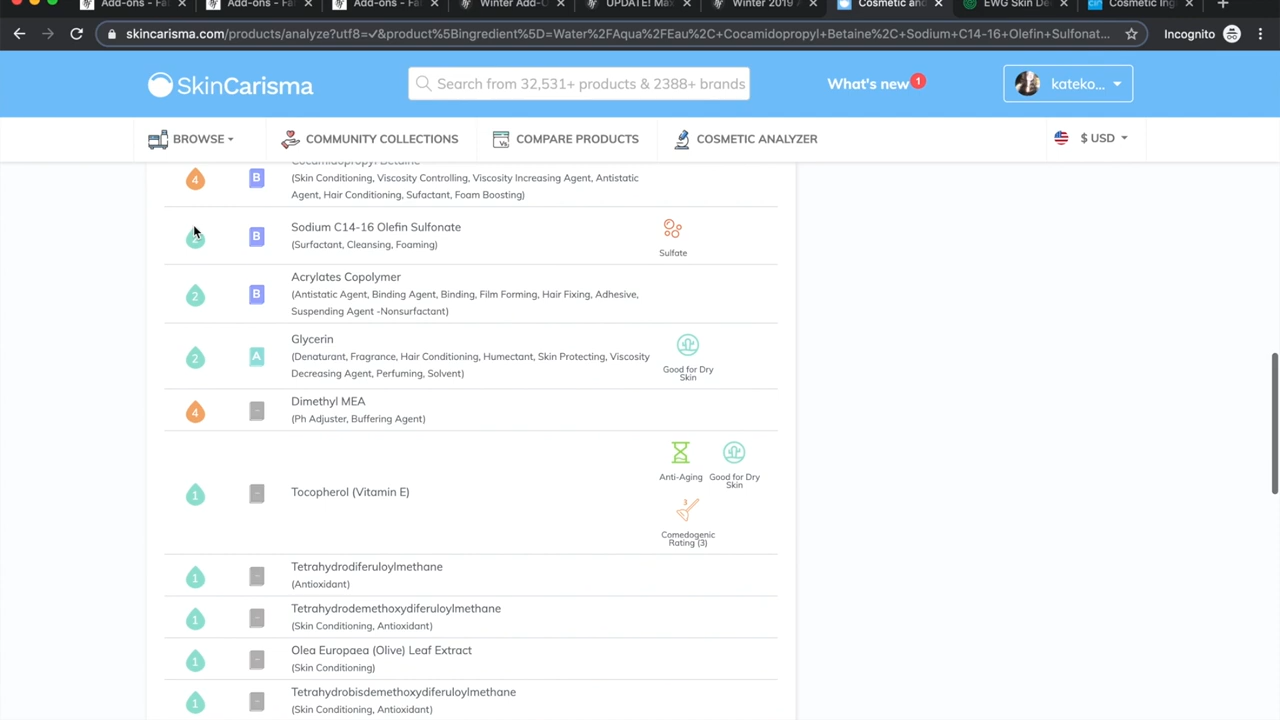 Add-ons - Fa
Add-ons - Fa
Add-ons - Fa
Winter Add-O
UPDATE! Ma
Winter 2019
Cosmetic an
EWG Skin De
Cosmetic Ing
skincarisma.com/products/analyze?utf8=✓&product%5Bingredient%5D=Water%2FAqua%2FEau%2C+Cocamidopropyl+Betaine%2C+Sodium+C14-16+Olefin+Sulfonat...
Incognito
SkinCarisma
Search from 32,531+ products & 2388+ brands
What's new
1
kateko...
BROWSE
COMMUNITY COLLECTIONS
Vs
COMPARE PRODUCTS
COSMETIC ANALYZER
$ USD
Cocamidopropyl Betaine
4
B
(Skin Conditioning, Viscosity Controlling, Viscosity Increasing Agent, Antistatic
Agent, Hair Conditioning, Sufactant, Foam Boosting)
2
B
Sodium C14-16 Olefin Sulfonate
(Surfactant, Cleansing, Foaming)
Sulfate
2
B
Acrylates Copolymer
(Antistatic Agent, Binding Agent, Binding, Film Forming, Hair Fixing, Adhesive,
Suspending Agent -Nonsurfactant)
2
A
Glycerin
(Denaturant, Fragrance, Hair Conditioning, Humectant, Skin Protecting, Viscosity
Decreasing Agent, Perfuming, Solvent)
Good for Dry
Skin
4
Dimethyl MEA
(Ph Adjuster, Buffering Agent)
1
Tocopherol (Vitamin E)
Anti-Aging
Good for Dry
Skin
3
Comedogenic
Rating (3)
1
Tetrahydrodiferuloylmethane
(Antioxidant)
1
Tetrahydrodemethoxydiferuloylmethane
(Skin Conditioning, Antioxidant)
1
Olea Europaea (Olive) Leaf Extract
(Skin Conditioning)
1
Tetrahydrobisdemethoxydiferuloylmethane
(Skin Conditioning, Antioxidant)